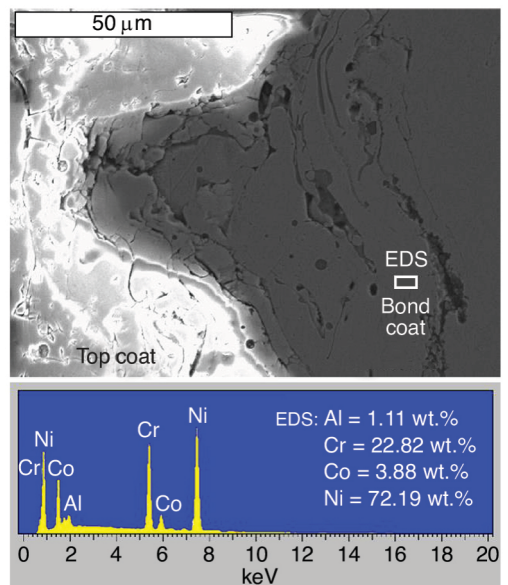 50 μm
EDS
Bond
coat
Top coat
EDS: Al = 1.11 wt.%
Cr = 22.82 wt.%
Co = 3.88 wt.%
Ni = 72.19 wt.%
Ni
Cr
Co
Al
Cr
Co
Ni
0 2 4 6 8 10 12 14 16 18 20
keV